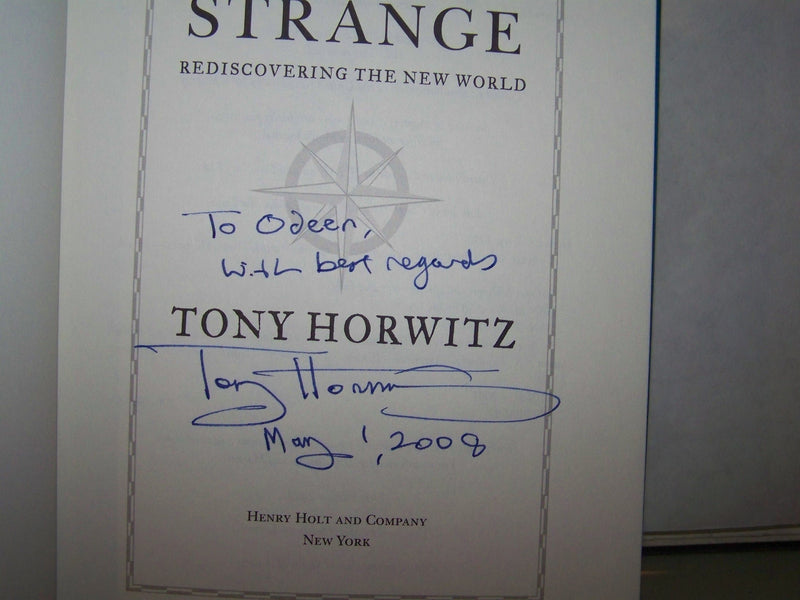 STRANGE
REDISCOVERING THE NEW WORLD
To Odeen,
with best regards
TONY HORWITZ
Tony Horwitz
May 1, 2008
HENRY HOLT AND COMPANY
NEW YORK